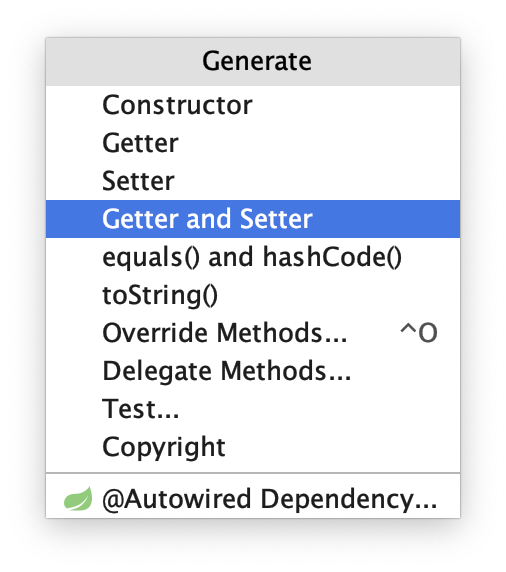 Generate
Constructor
Getter
Setter
Getter and Setter
equals() and hashCode()
toString()
Override Methods... ^O
Delegate Methods...
Test...
Copyright
@Autowired Dependency...